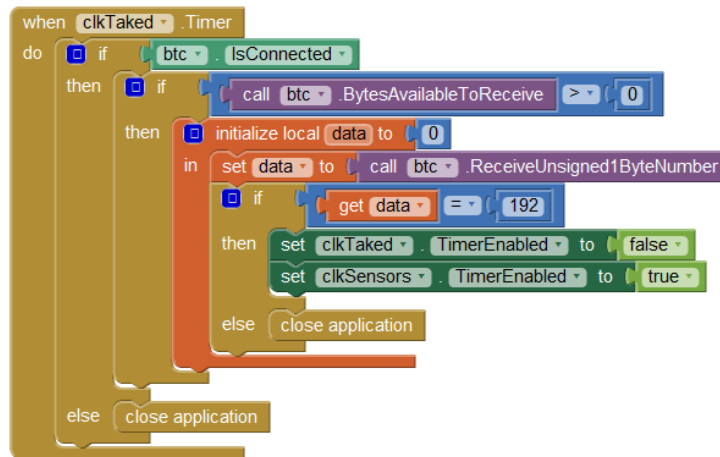 when clkTaked .Timer
do if btc . IsConnected
then if call btc .BytesAvailableToReceive > 0
then initialize local data to 0
in set data to call btc .ReceiveUnsigned1ByteNumber
if get data = 192
then set clkTaked . TimerEnabled to false
set clkSensors . TimerEnabled to true
else close application
else close application